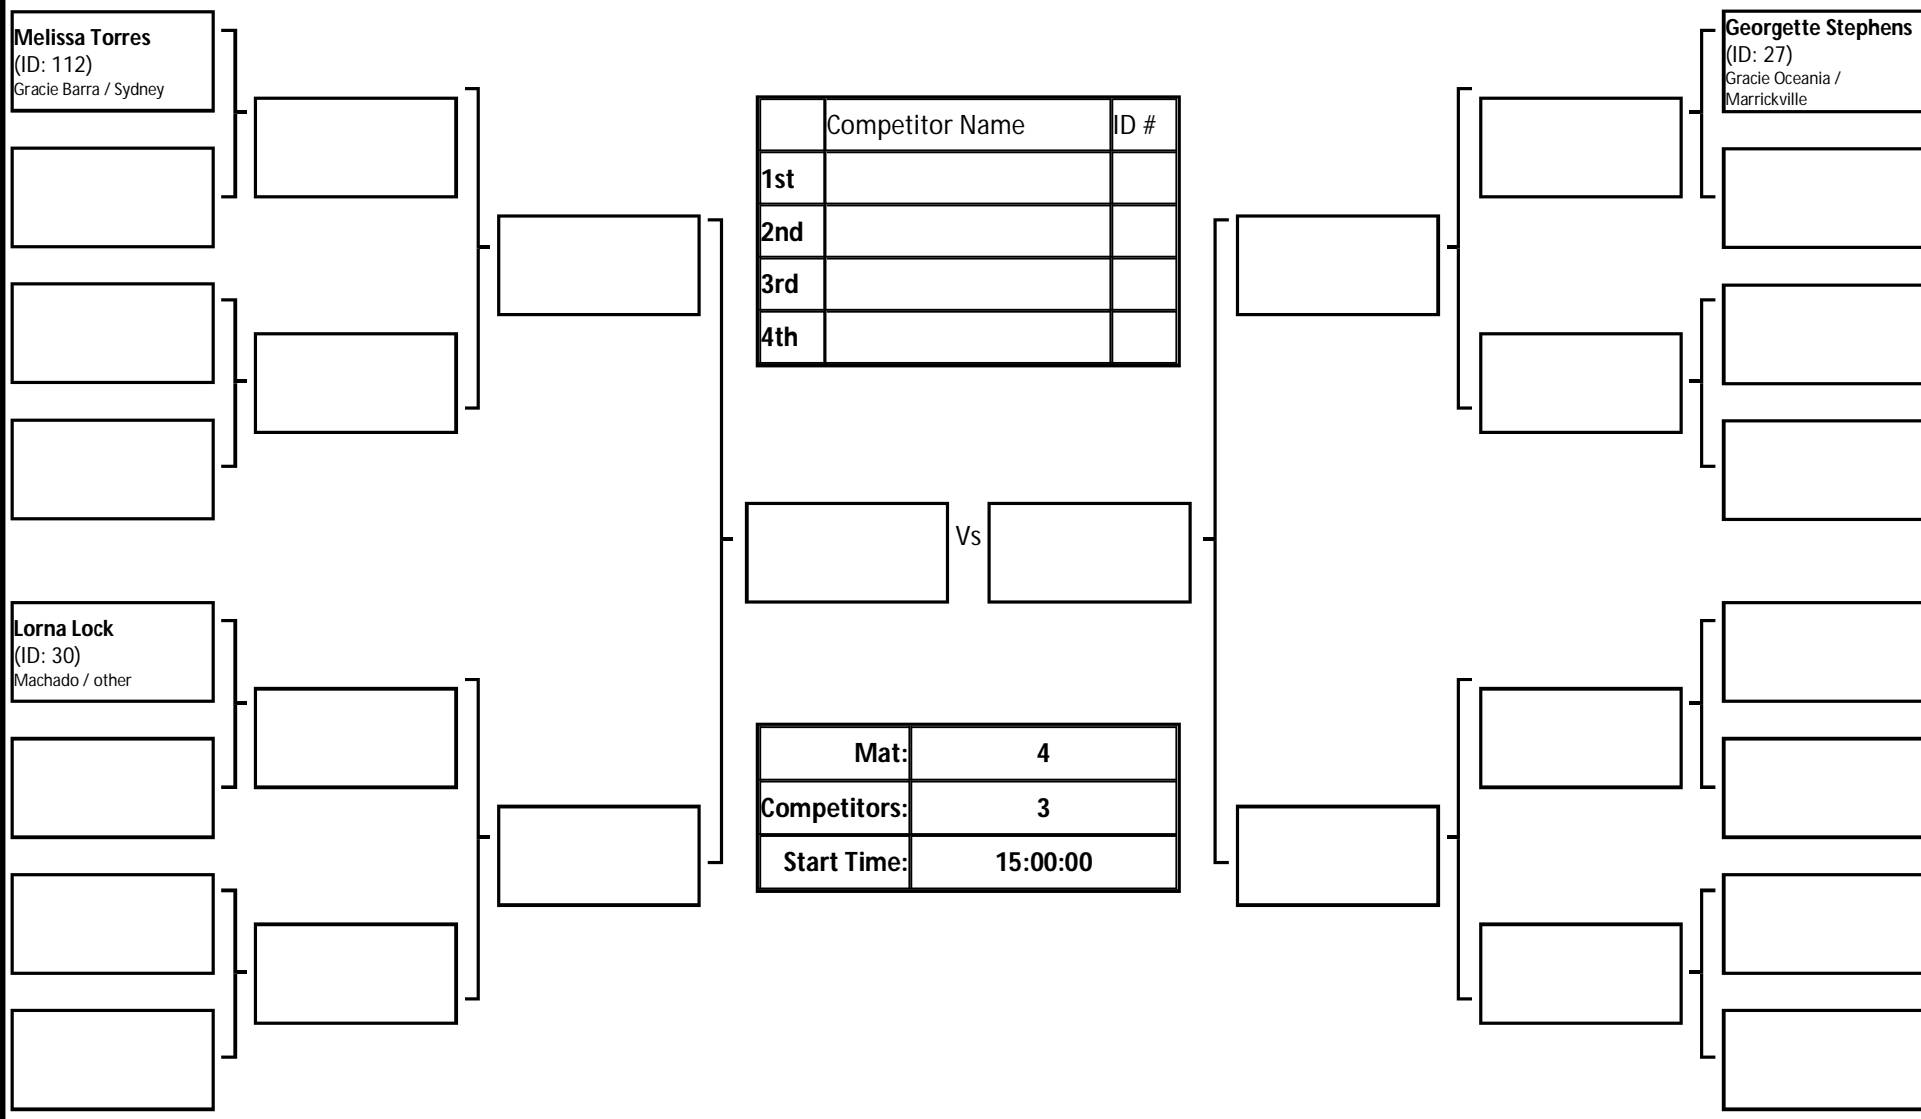 Melissa Torres
(ID: 112)
Gracie Barra / Sydney
Georgette Stephens
(ID: 27)
Gracie Oceania /
Marrickville
Competitor Name ID #
1st
2nd
3rd
4th
Vs
Lorna Lock
(ID: 30)
Machado / other
Mat: 4
Competitors: 3
Start Time: 15:00:00